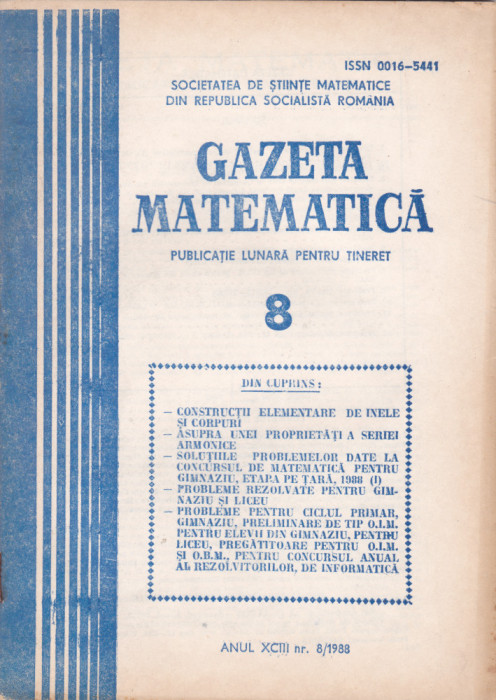 ISSN 0016-5441
SOCIETATEA DE ȘTIINȚE MATEMATICE
DIN REPUBLICA SOCIALISTĂ ROMÂNIA
GAZETA
MATEMATICĂ
PUBLICAȚIE LUNARĂ PENTRU TINERET
8
DIN CUPRINS :
— CONSTRUCȚII ELEMENTARE DE INELE
ȘI CORPURI
— ASUPRA UNEI PROPRIETĂȚI A SERIEI
ARMONICE
— SOLUȚIILE PROBLEMELOR DATE LA
CONCURSUL DE MATEMATICĂ PENTRU
GIMNAZIU, ETAPA PE ȚARĂ, 1988 (I)
— PROBLEME REZOLVATE PENTRU GIM-
NAZIU ȘI LICEU
— PROBLEME PENTRU CICLUL PRIMAR,
GIMNAZIU, PRELIMINARE DE TIP O.I.M.
PENTRU ELEVII DIN GIMNAZIU, PENTRU
LICEU, PREGĂTITOARE PENTRU O.I.M.
ȘI O.B.M., PENTRU CONCURSUL ANUAL
AL REZOLVITORILOR, DE INFORMATICĂ
ANUL XCIII nr. 8/1988